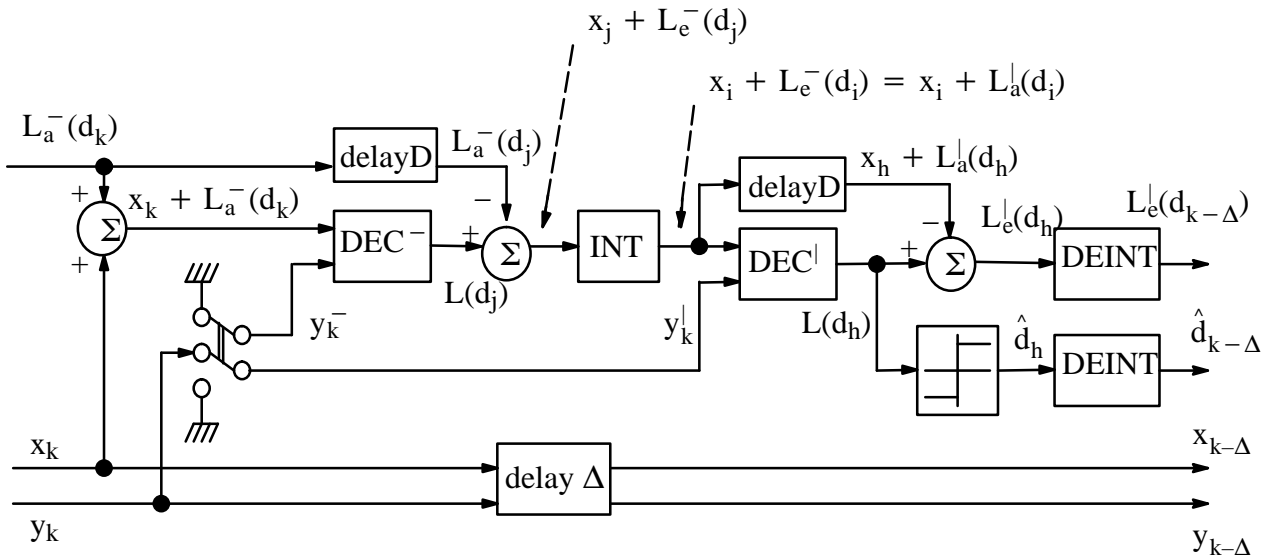 x_j + L_e^–(d_j)
x_i + L_e^–(d_i) = x_i + L_a^|(d_i)
L_a^–(d_k)
delayD
L_a^–(d_j)
x_h + L_a^|(d_h)
delayD
+
x_k + L_a^–(d_k)
–
–
L_e^|(d_h)
L_e^|(d_{k–Δ})
Σ
DEC^–
+
Σ
INT
DEC^|
+
Σ
DEINT
+
L(d_j)
y_k^–
y_k^|
L(d_h)
d̂_h
DEINT
d̂_{k–Δ}
x_k
delay Δ
x_{k–Δ}
y_k
y_{k–Δ}